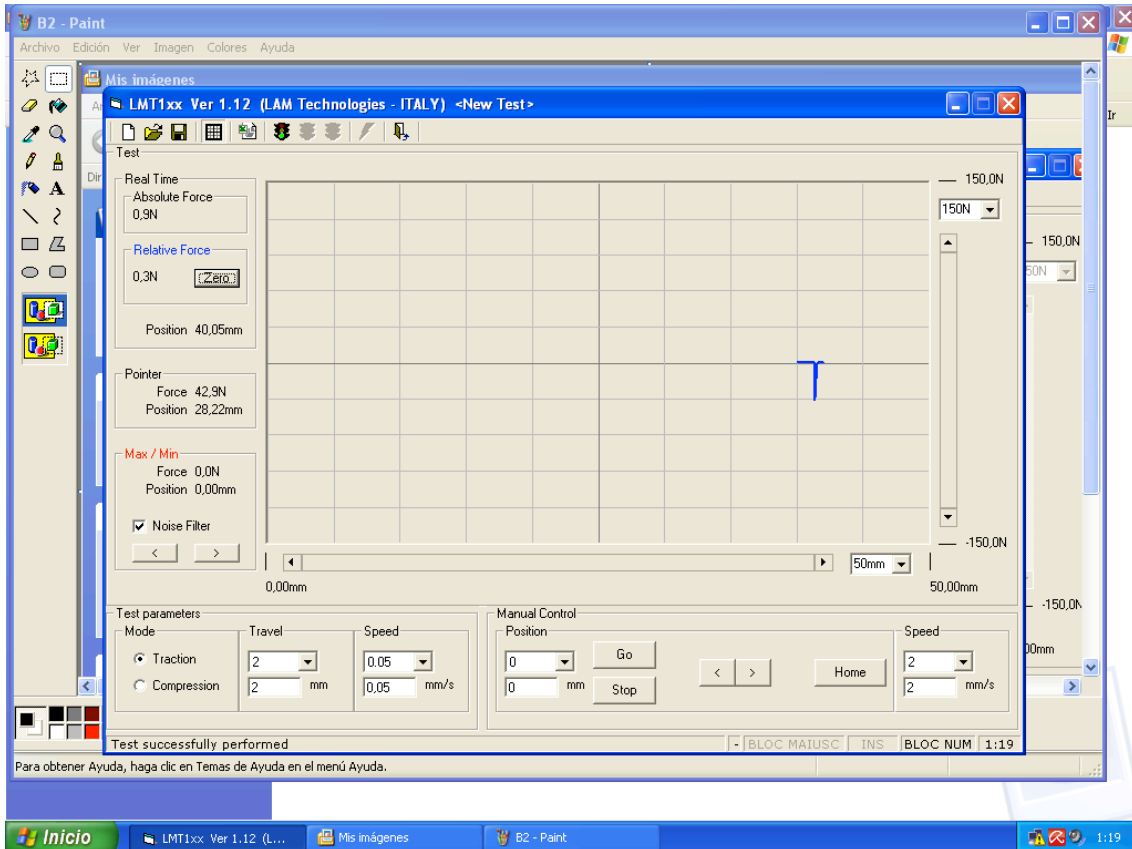 B2 - Paint
Archivo Edición Ver Imagen Colores Ayuda
Mis imágenes
Ir
LMT1xx Ver 1.12 (LAM Technologies - ITALY) <New Test>
Dir
Test
Real Time
Absolute Force
0,9N
Relative Force
0,3N Zero
Position 40,05mm
Pointer
Force 42,9N
Position 28,22mm
Max / Min
Force 0,0N
Position 0,00mm
Noise Filter
< >
150,0N
150N
-150,0N
50mm
0,00mm 50,00mm
150,0N
50N
-150,0N
00mm
Test parameters
Mode
Traction
Compression
Travel
2
2 mm
Speed
0.05
0,05 mm/s
Manual Control
Position
0
0 mm
Go
Stop
< >
Home
Speed
2
2 mm/s
Test successfully performed - BLOC MAIUSC INS BLOC NUM 1:19
Para obtener Ayuda, haga clic en Temas de Ayuda en el menú Ayuda.
Inicio LMT1xx Ver 1.12 (L... Mis imágenes B2 - Paint 1:19